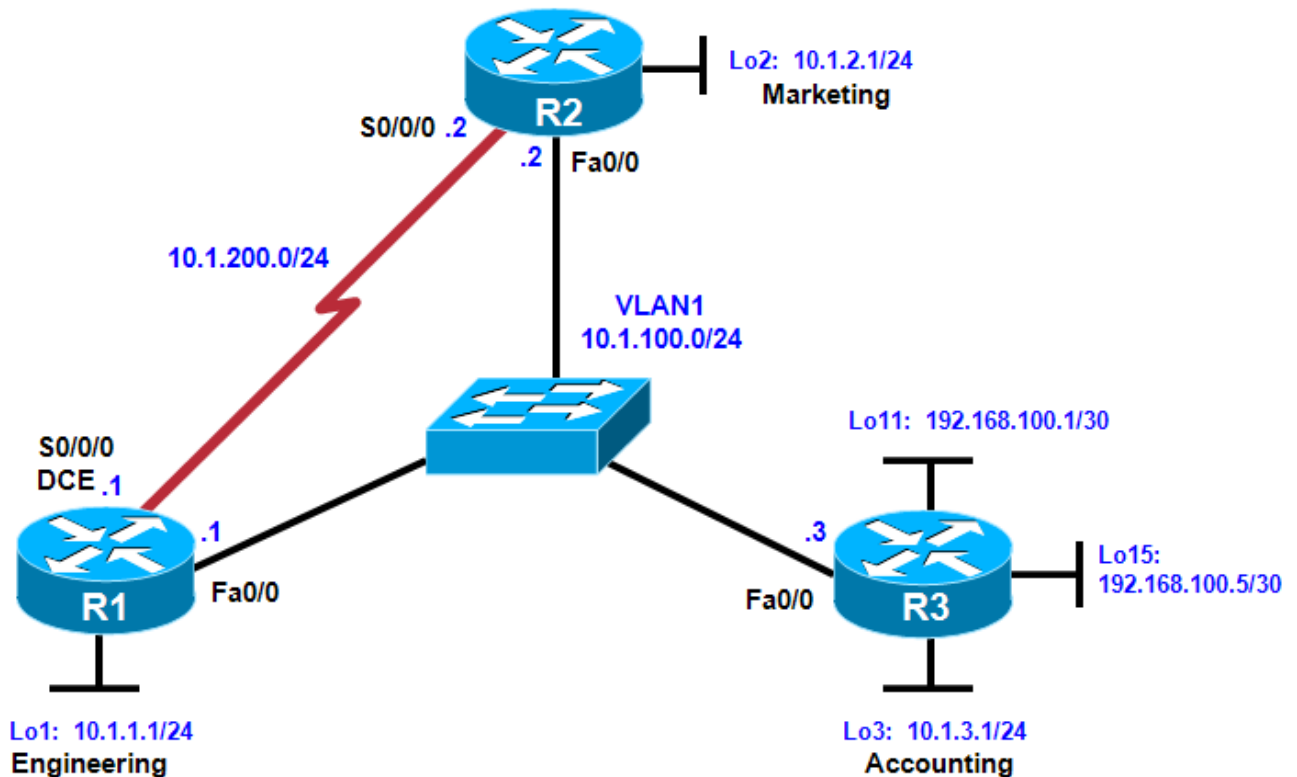 Lo2: 10.1.2.1/24
Marketing
R2
S0/0/0 .2
.2 Fa0/0
10.1.200.0/24
VLAN1
10.1.100.0/24
S0/0/0
DCE .1
.1
Fa0/0
R1
Lo1: 10.1.1.1/24
Engineering
Lo11: 192.168.100.1/30
.3
Fa0/0
R3
Lo15:
192.168.100.5/30
Lo3: 10.1.3.1/24
Accounting